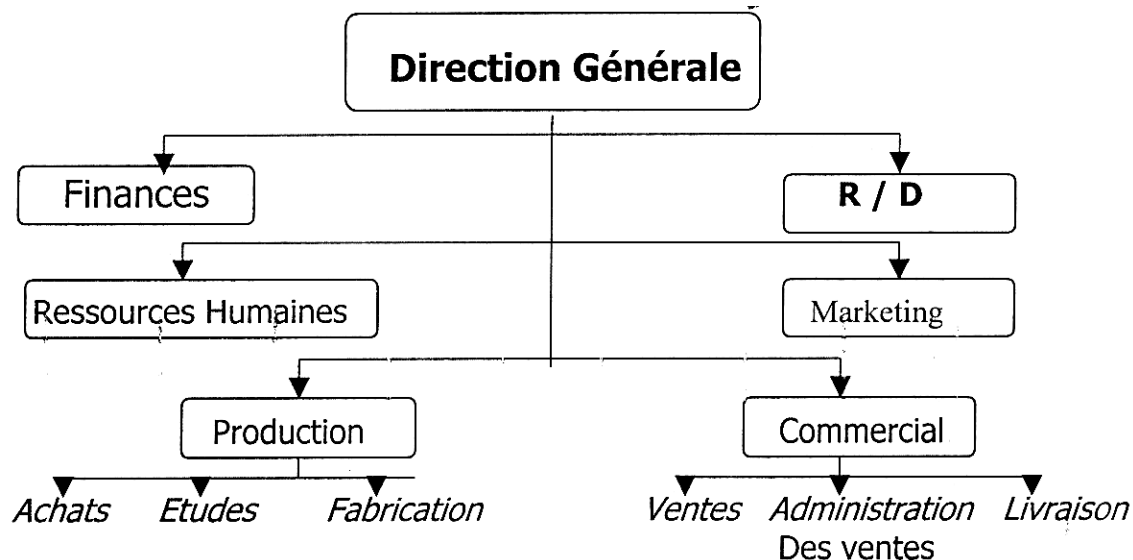 Direction Générale
Finances
R / D
Ressources Humaines
Marketing
Production
Commercial
Achats Etudes Fabrication
Ventes Administration Livraison
Des ventes